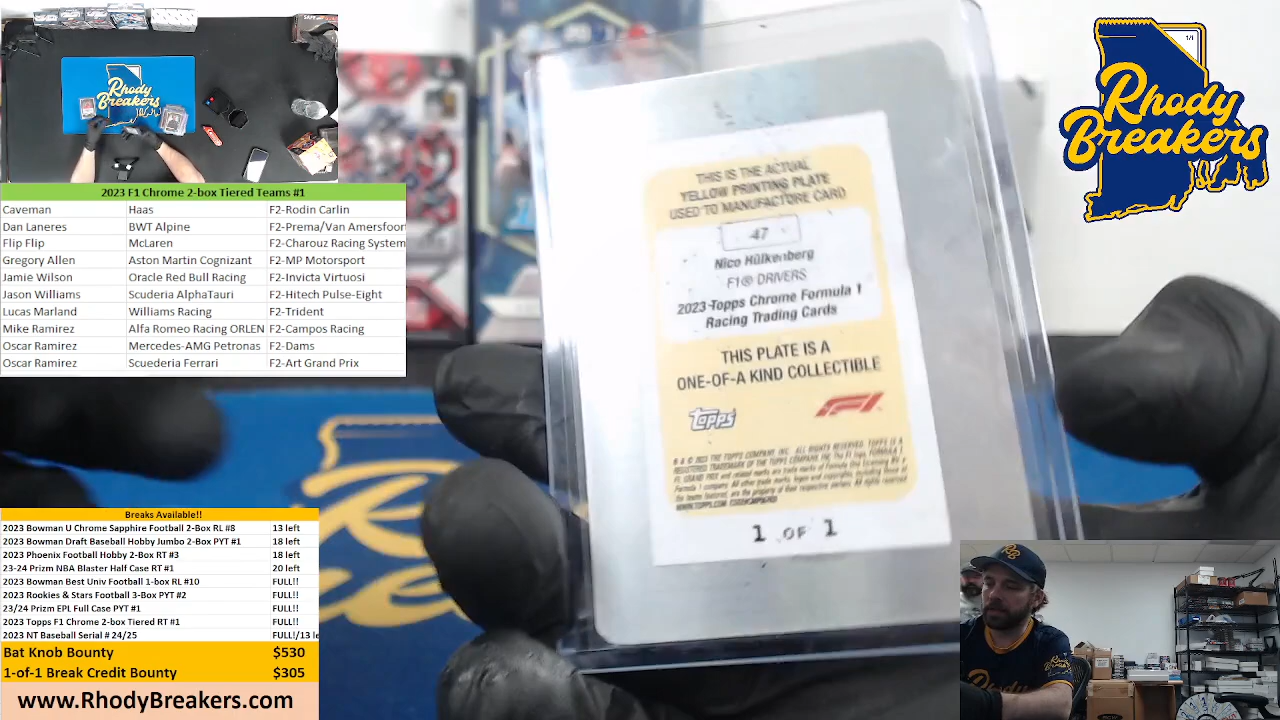 Rhody
Breakers
2023 F1 Chrome 2-box Tiered Teams #1
Caveman Haas F2-Rodin Carlin
Dan Laneres BWT Alpine F2-Prema/Van Amersfoor
Flip Flip McLaren F2-Charouz Racing System
Gregory Allen Aston Martin Cognizant F2-MP Motorsport
Jamie Wilson Oracle Red Bull Racing F2-Invicta Virtuosi
Jason Williams Scuderia AlphaTauri F2-Hitech Pulse-Eight
Lucas Marland Williams Racing F2-Trident
Mike Ramirez Alfa Romeo Racing ORLEN F2-Campos Racing
Oscar Ramirez Mercedes-AMG Petronas F2-Dams
Oscar Ramirez Scuederia Ferrari F2-Art Grand Prix
THIS IS THE ACTUAL
YELLOW PRINTING PLATE
USED TO MANUFACTURE CARD
47
Nico Hülkenberg
F1® DRIVERS
2023 Topps Chrome Formula 1
Racing Trading Cards
THIS PLATE IS A
ONE-OF-A KIND COLLECTIBLE
Topps F1
1 OF 1
1/1
Rhody
Breakers
Breaks Available!!
2023 Bowman U Chrome Sapphire Football 2-Box RL #8 13 left
2023 Bowman Draft Baseball Hobby Jumbo 2-Box PYT #1 18 left
2023 Phoenix Football Hobby 2-Box RT #3 18 left
23-24 Prizm NBA Blaster Half Case RT #1 20 left
2023 Bowman Best Univ Football 1-box RL #10 FULL!!
2023 Rookies & Stars Football 3-Box PYT #2 FULL!!
23/24 Prizm EPL Full Case PYT #1 FULL!!
2023 Topps F1 Chrome 2-box Tiered RT #1 FULL!!
2023 NT Baseball Serial # 24/25 FULL!/13 le
Bat Knob Bounty $530
1-of-1 Break Credit Bounty $305
www.RhodyBreakers.com
RB